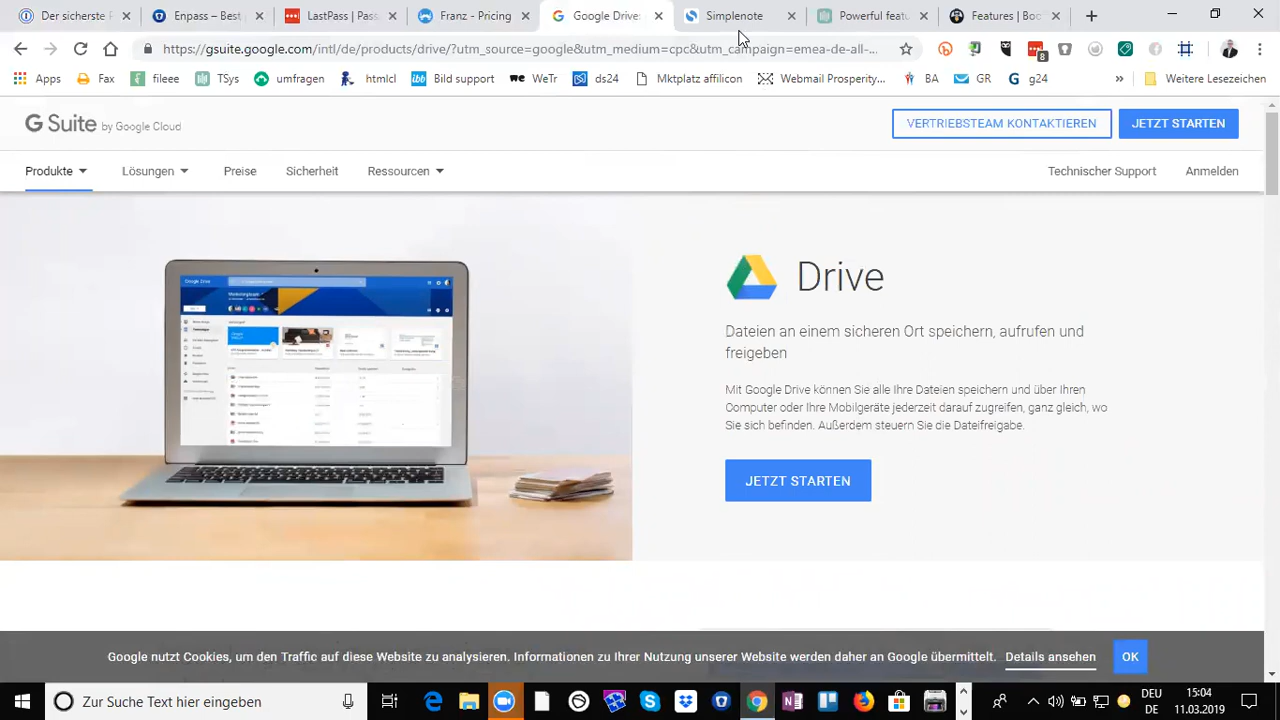 Der sicherste P
Enpass – Best
LastPass | Pass
Franz - Pricing
Google Drive:
Simplenote
Powerful featu
Features | Boo
https://gsuite.google.com/intl/de/products/drive/?utm_source=google&utm_medium=cpc&utm_campaign=emea-de-all-...
8
Apps
Fax
fileee
TSys
umfragen
htmlcl
Bild support
WeTr
ds24
Mktplatz affilicon
Webmail Prosperity...
BA
GR
g24
»
Weitere Lesezeichen
G Suite by Google Cloud
VERTRIEBSTEAM KONTAKTIEREN
JETZT STARTEN
Produkte
Lösungen
Preise
Sicherheit
Ressourcen
Technischer Support
Anmelden
Google Drive
Drive
Dateien an einem sicheren Ort speichern, aufrufen und
freigeben
Mit Google Drive können Sie alle Ihre Dateien speichern und über Ihren
Computer oder Ihre Mobilgeräte jederzeit darauf zugreifen, ganz gleich, wo
Sie sich befinden. Außerdem steuern Sie die Dateifreigabe.
JETZT STARTEN
Google nutzt Cookies, um den Traffic auf diese Website zu analysieren. Informationen zu Ihrer Nutzung unserer Website werden daher an Google übermittelt.
Details ansehen
OK
Zur Suche Text hier eingeben
DEU
DE
15:04
11.03.2019